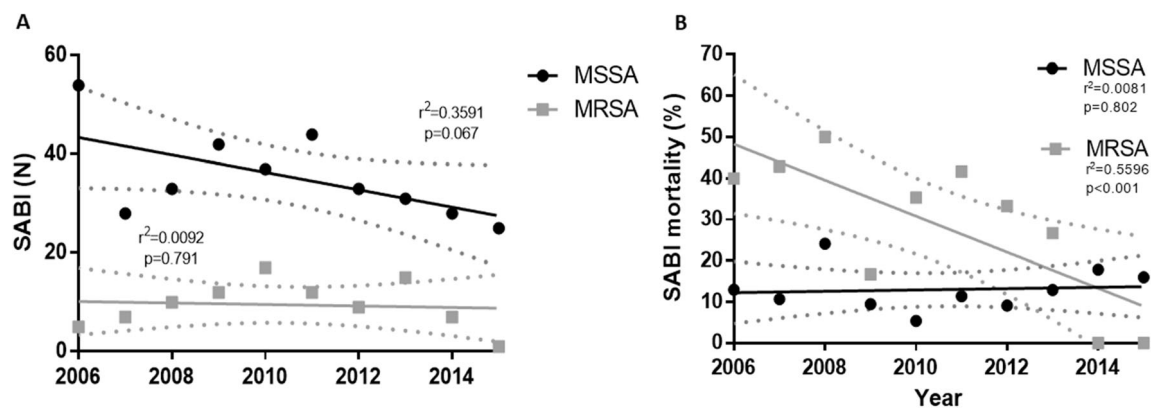 A
SABI (N)
60
40
20
0
2006 2008 2010 2012 2014
r²=0.3591
p=0.067
r²=0.0092
p=0.791
MSSA
MRSA
B
SABI mortality (%)
70
60
50
40
30
20
10
0
2006 2008 2010 2012 2014
Year
MSSA
r²=0.0081
p=0.802
MRSA
r²=0.5596
p<0.001